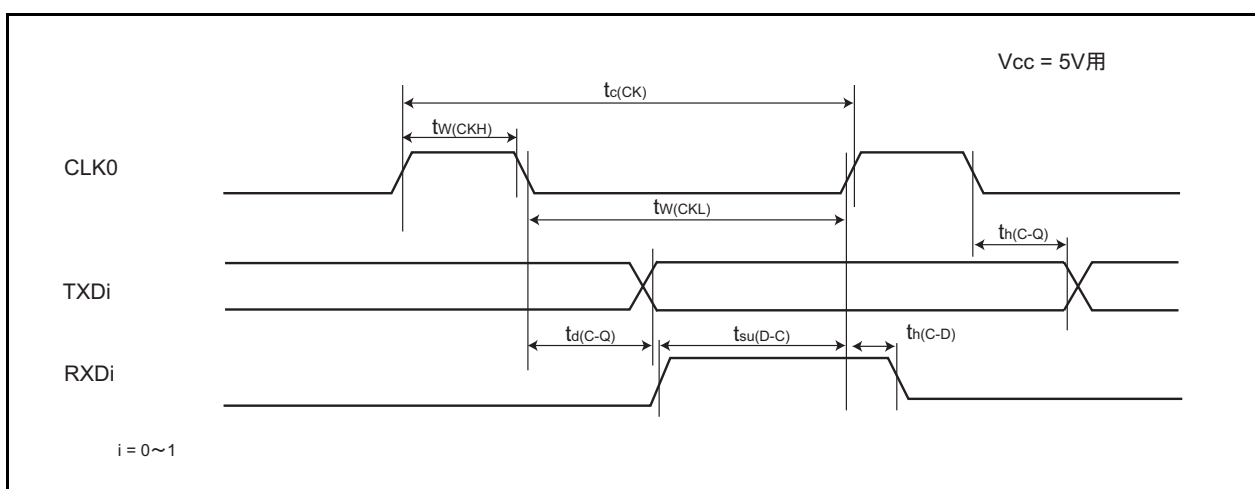 Vcc = 5V用
tc(CK)
tW(CKH)
CLK0
tW(CKL)
th(C-Q)
TXDi
td(C-Q)
tsu(D-C)
th(C-D)
RXDi
i = 0～1